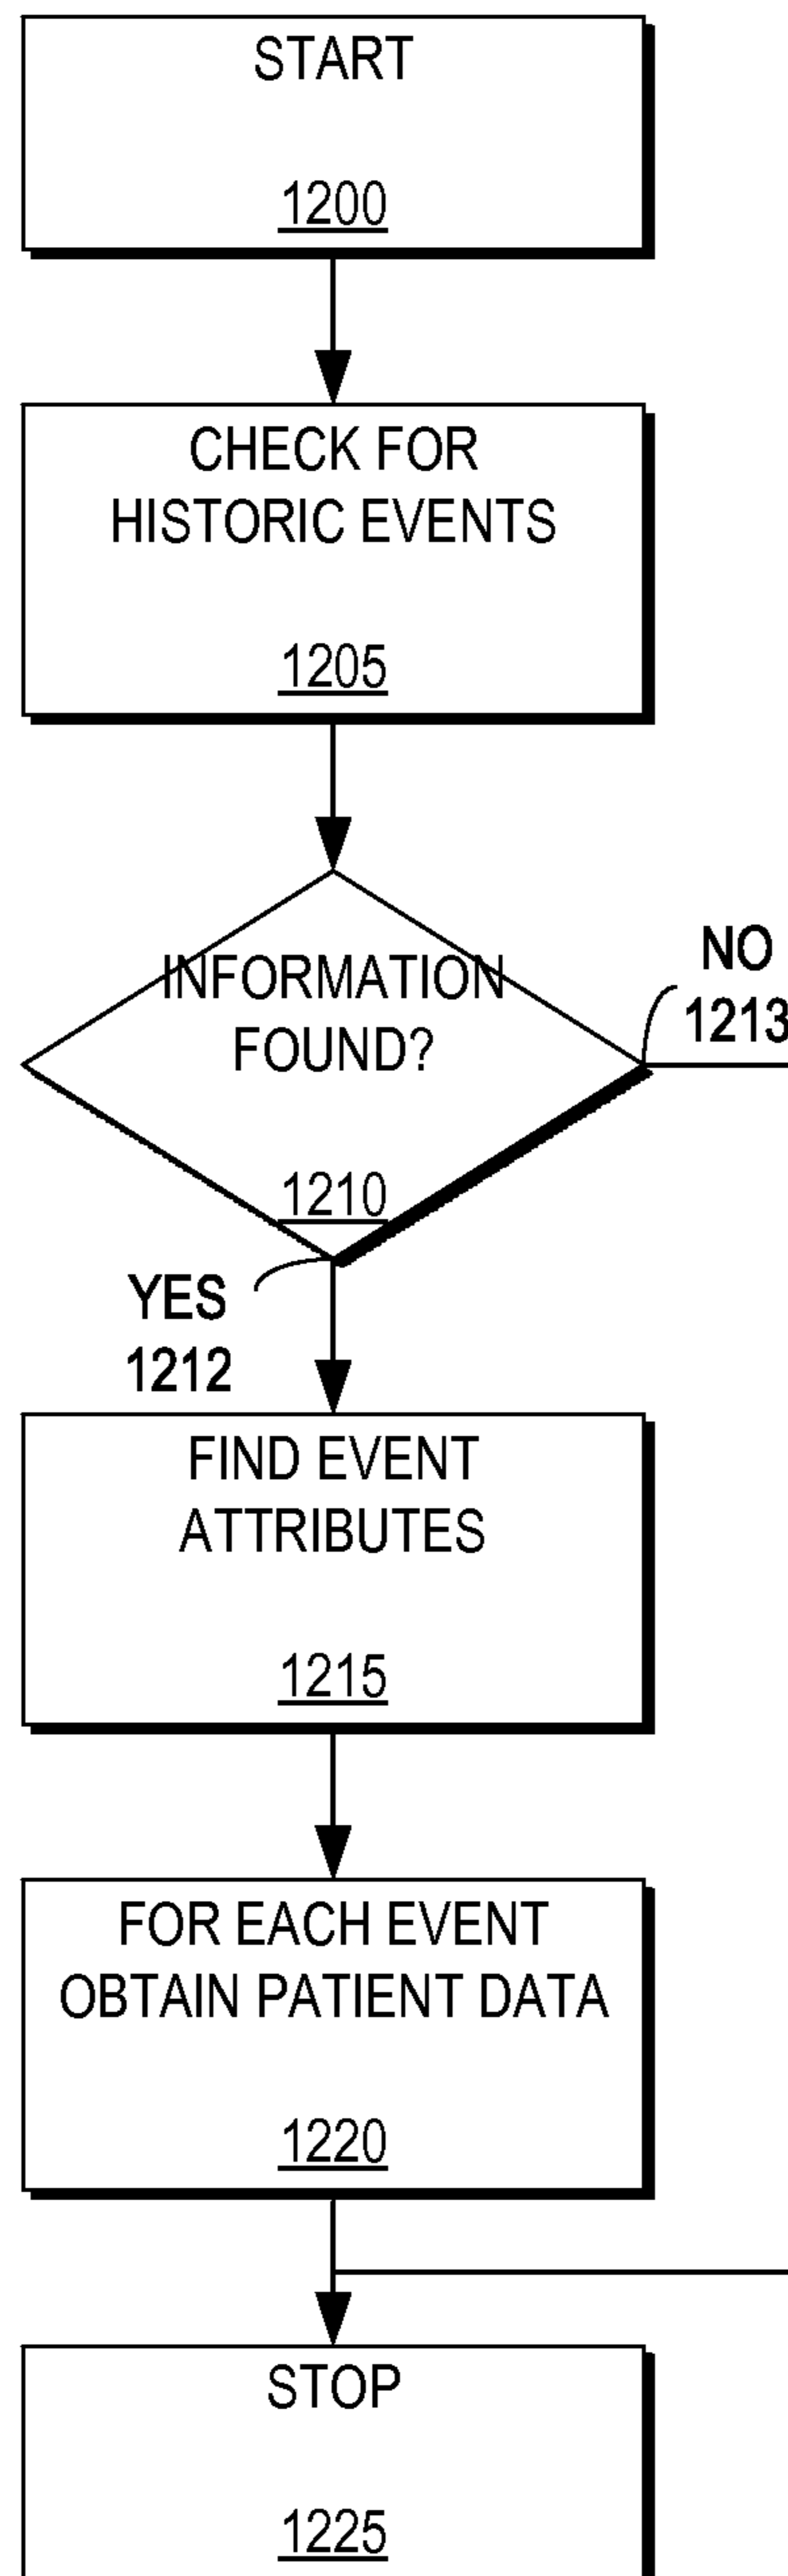 START
1200
CHECK FOR
HISTORIC EVENTS
1205
INFORMATION
FOUND?
1210
NO
1213
YES
1212
FIND EVENT
ATTRIBUTES
1215
FOR EACH EVENT
OBTAIN PATIENT DATA
1220
STOP
1225